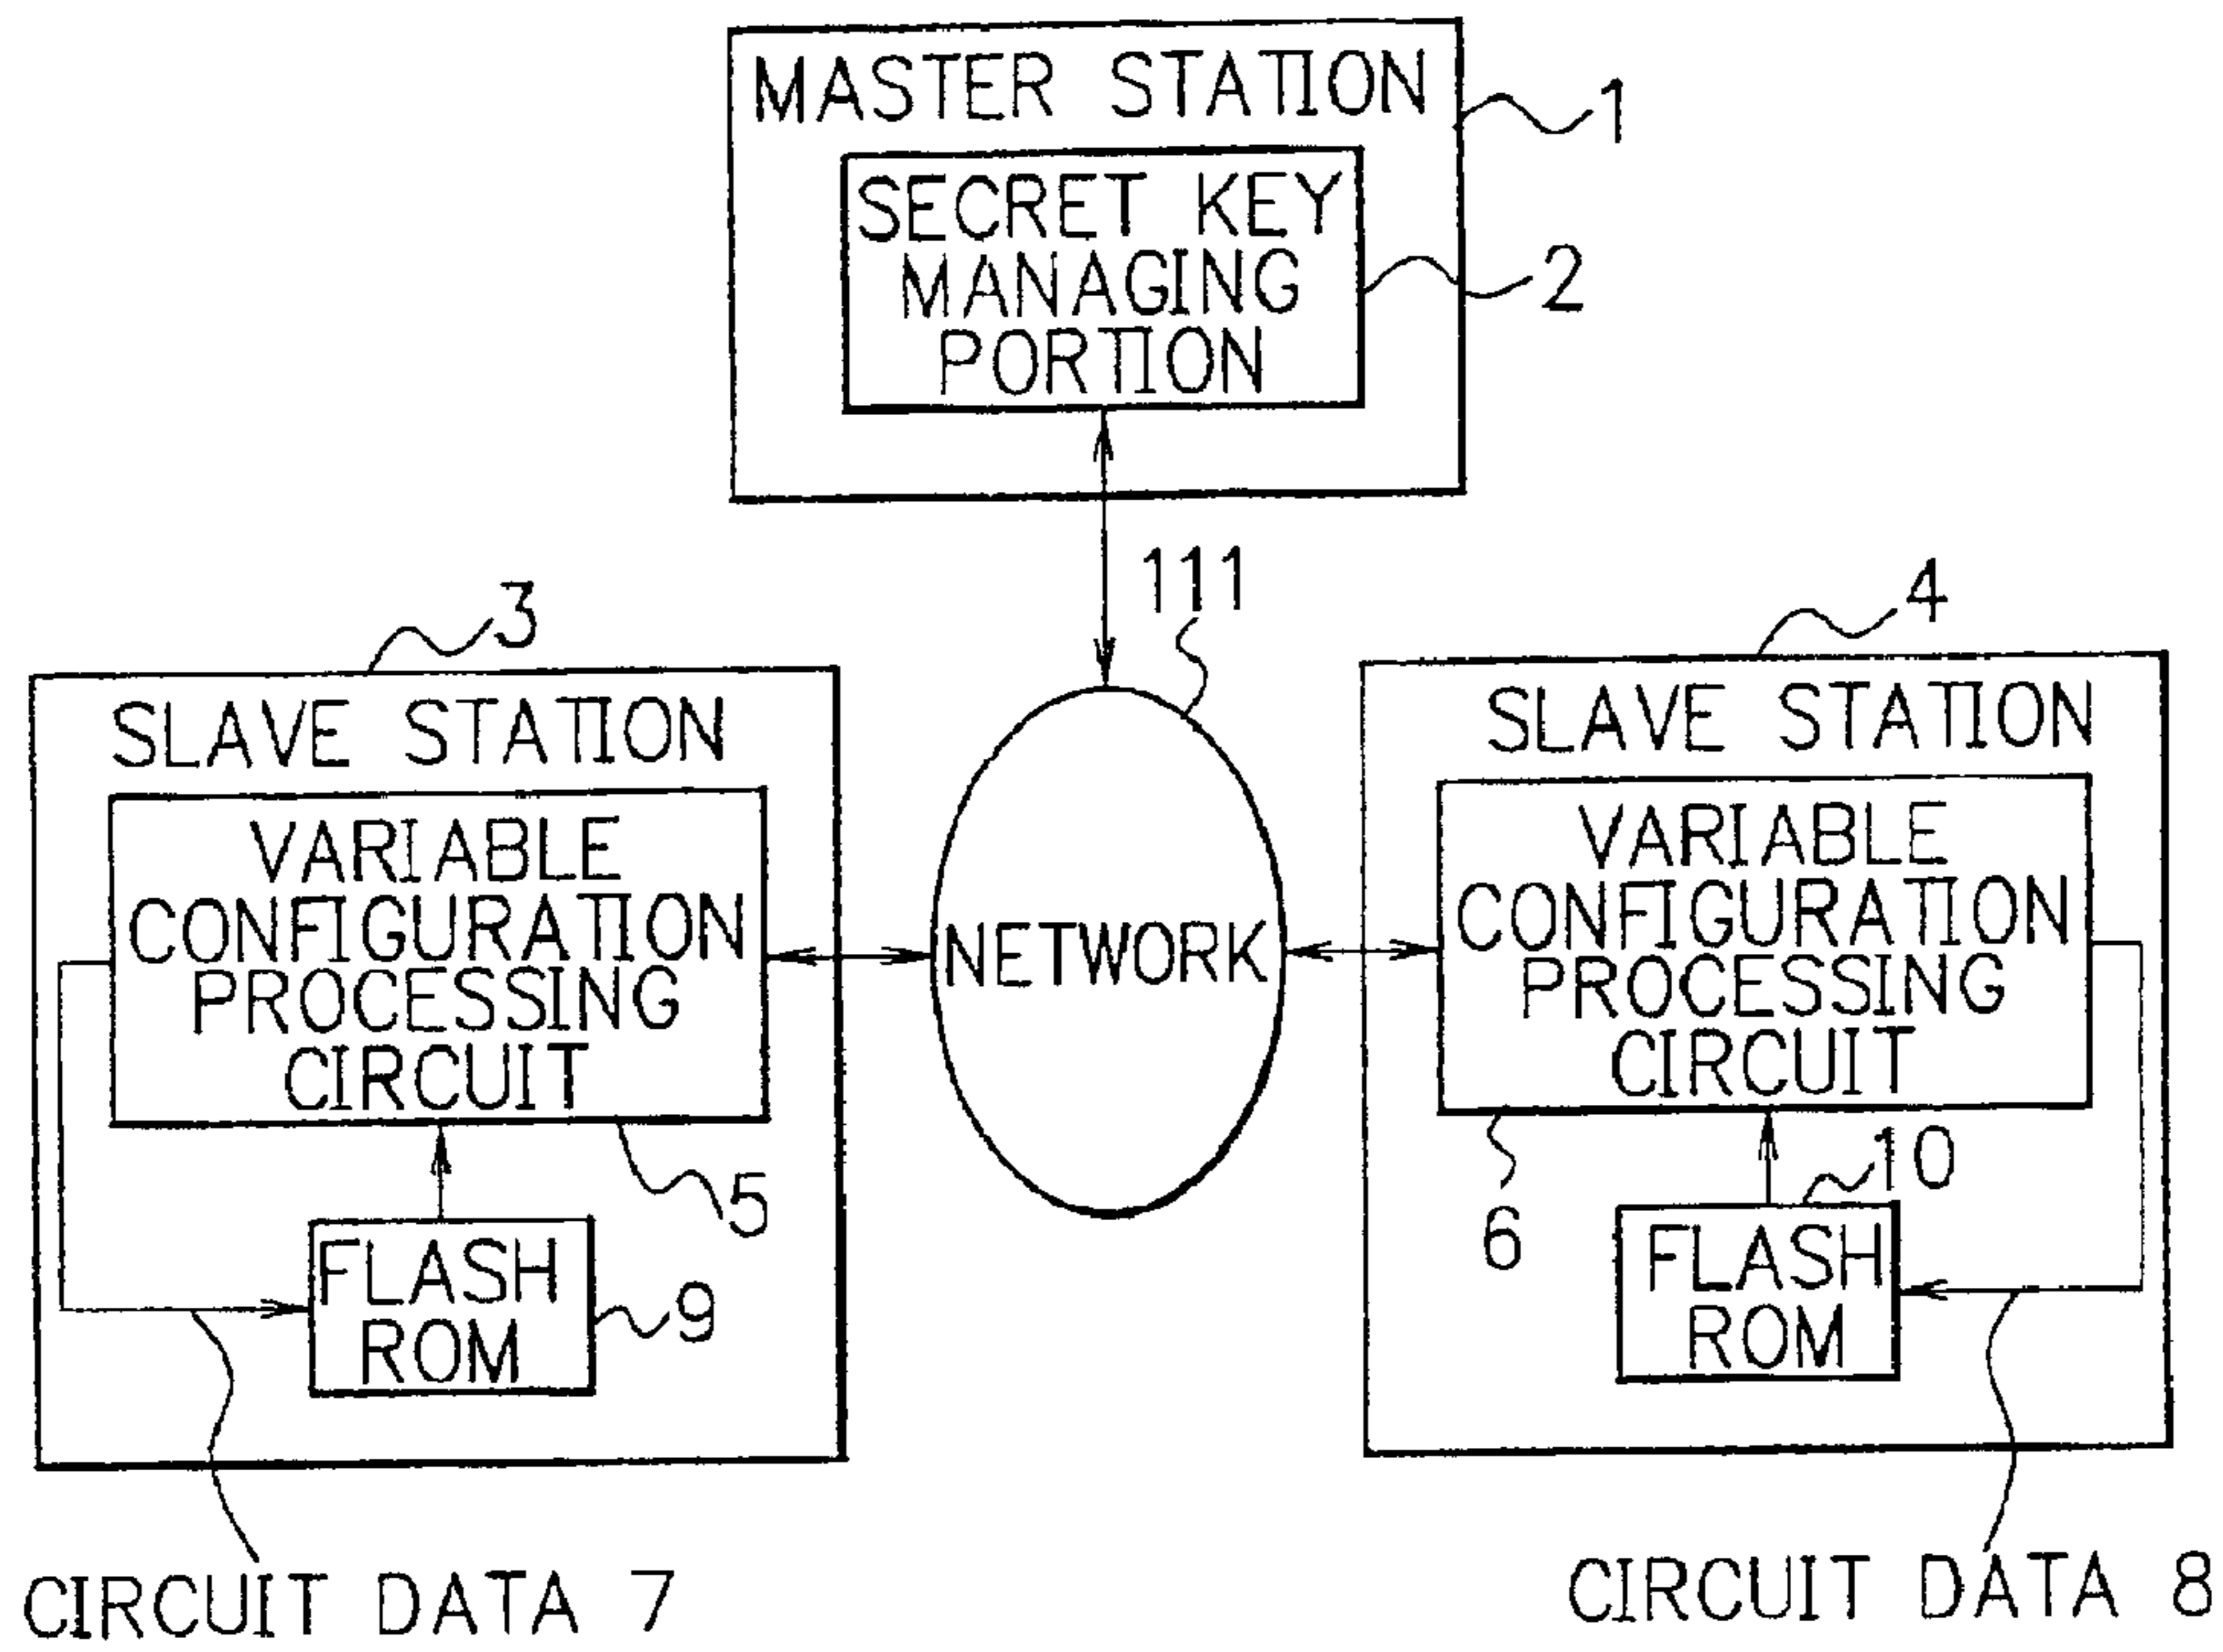 MASTER STATION
1
SECRET KEY
MANAGING
PORTION
2
111
3
SLAVE STATION
VARIABLE
CONFIGURATION
PROCESSING
CIRCUIT
5
FLASH
ROM
9
CIRCUIT DATA 7
NETWORK
4
SLAVE STATION
VARIABLE
CONFIGURATION
PROCESSING
CIRCUIT
6
10
FLASH
ROM
CIRCUIT DATA 8